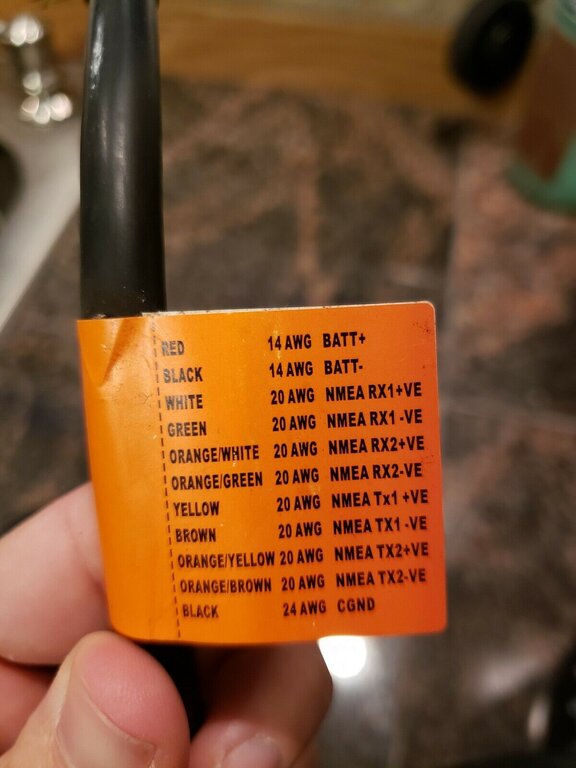 RED 14 AWG BATT+
BLACK 14 AWG BATT-
WHITE 20 AWG NMEA RX1+VE
GREEN 20 AWG NMEA RX1 -VE
ORANGE/WHITE 20 AWG NMEA RX2+VE
ORANGE/GREEN 20 AWG NMEA RX2-VE
YELLOW 20 AWG NMEA Tx1 +VE
BROWN 20 AWG NMEA TX1 -VE
ORANGE/YELLOW 20 AWG NMEA TX2+VE
ORANGE/BROWN 20 AWG NMEA TX2-VE
BLACK 24 AWG CGND